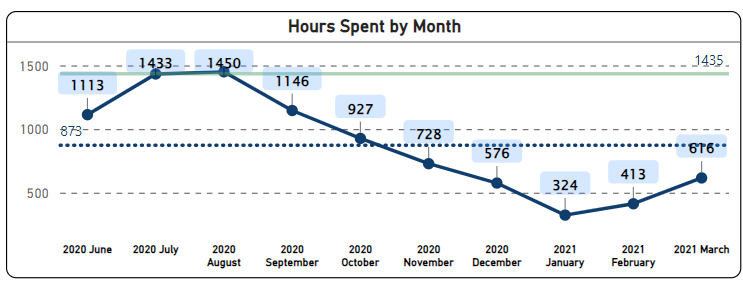 Hours Spent by Month
1500
1000
500
1435
873
1113
1433
1450
1146
927
728
576
324
413
616
2020 June
2020 July
2020
August
2020
September
2020
October
2020
November
2020
December
2021
January
2021
February
2021 March